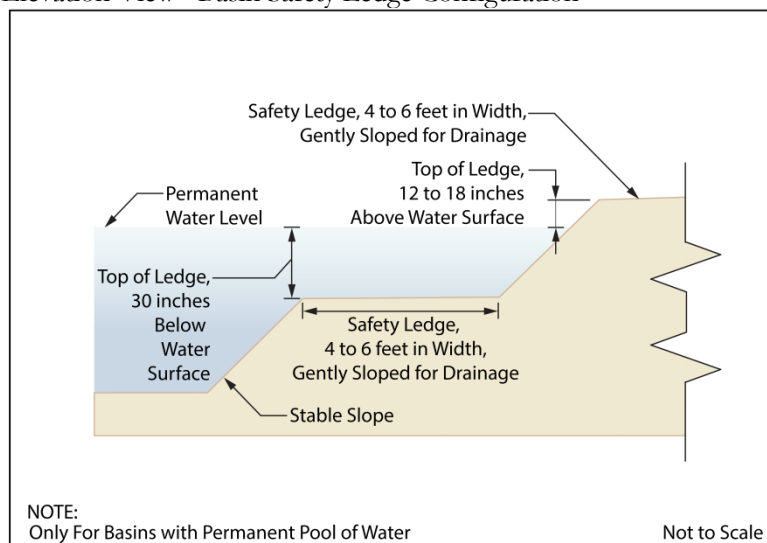 Elevation View - Basin Safety Ledge Configuration
Safety Ledge, 4 to 6 feet in Width,
Gently Sloped for Drainage
Top of Ledge,
12 to 18 inches
Above Water Surface
Permanent
Water Level
Top of Ledge,
30 inches
Below
Water
Surface
Safety Ledge,
4 to 6 feet in Width,
Gently Sloped for Drainage
Stable Slope
NOTE:
Only For Basins with Permanent Pool of Water
Not to Scale